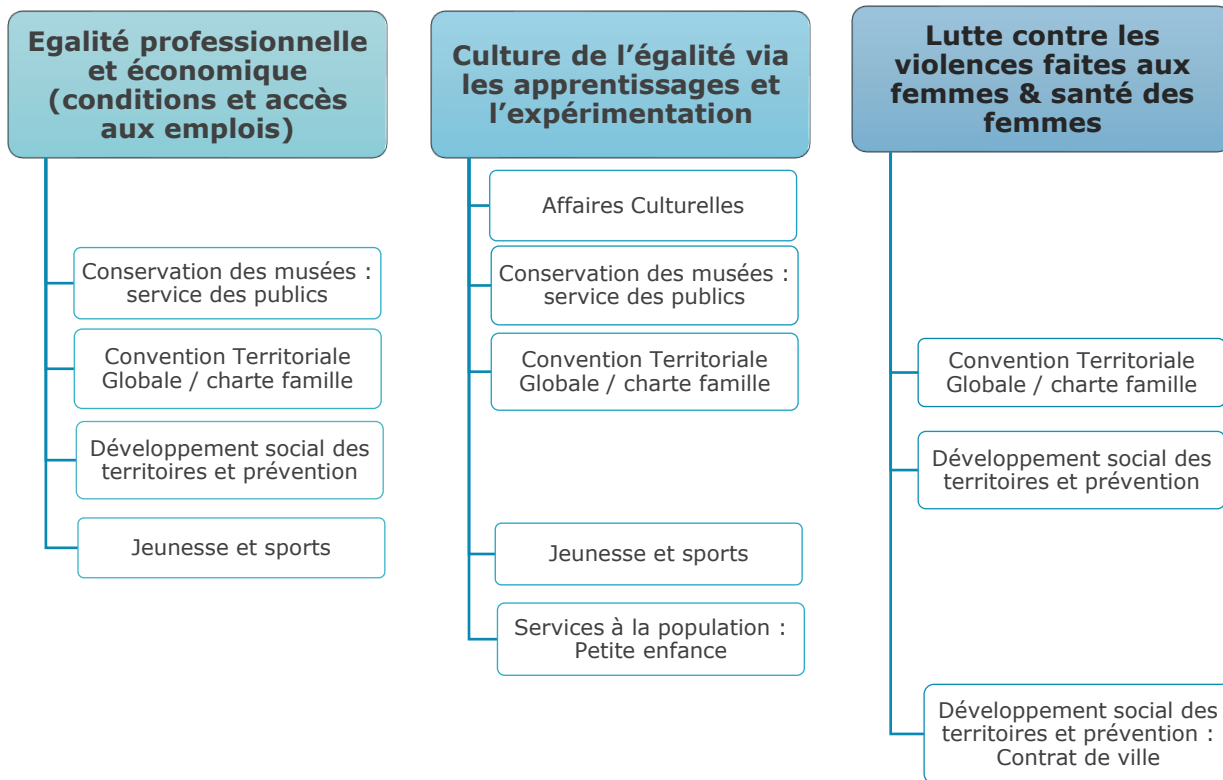 Egalité professionnelle
et économique
(conditions et accès
aux emplois)
Conservation des musées :
service des publics
Convention Territoriale
Globale / charte famille
Développement social des
territoires et prévention
Jeunesse et sports
Culture de l’égalité via
les apprentissages et
l’expérimentation
Affaires Culturelles
Conservation des musées :
service des publics
Convention Territoriale
Globale / charte famille
Jeunesse et sports
Services à la population :
Petite enfance
Lutte contre les
violences faites aux
femmes & santé des
femmes
Convention Territoriale
Globale / charte famille
Développement social des
territoires et prévention
Développement social des
territoires et prévention :
Contrat de ville